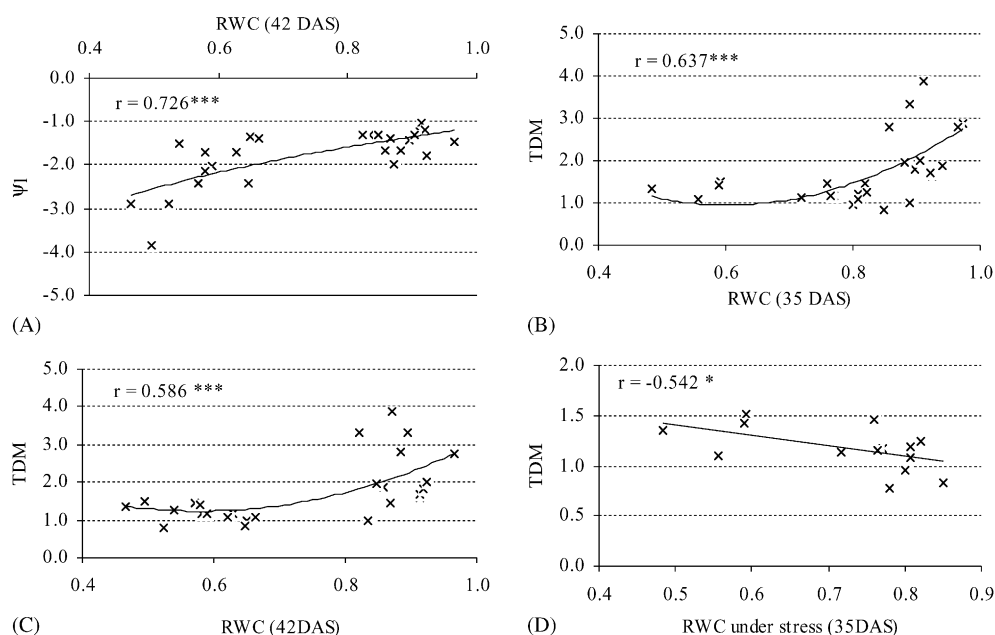 RWC (42 DAS)
0.4 0.6 0.8 1.0
0.0
r = 0.726***
-1.0
-2.0
ψl
-3.0
-4.0
-5.0
(A)
5.0
r = 0.637***
4.0
3.0
TDM
2.0
1.0
0.0
0.4 0.6 0.8 1.0
RWC (35 DAS)
(B)
5.0
r = 0.586 ***
4.0
3.0
TDM
2.0
1.0
0.0
0.4 0.6 0.8 1.0
(C) RWC (42DAS)
2.0
r = -0.542 *
1.5
TDM
1.0
0.5
0.0
0.4 0.5 0.6 0.7 0.8 0.9
(D) RWC under stress (35DAS)